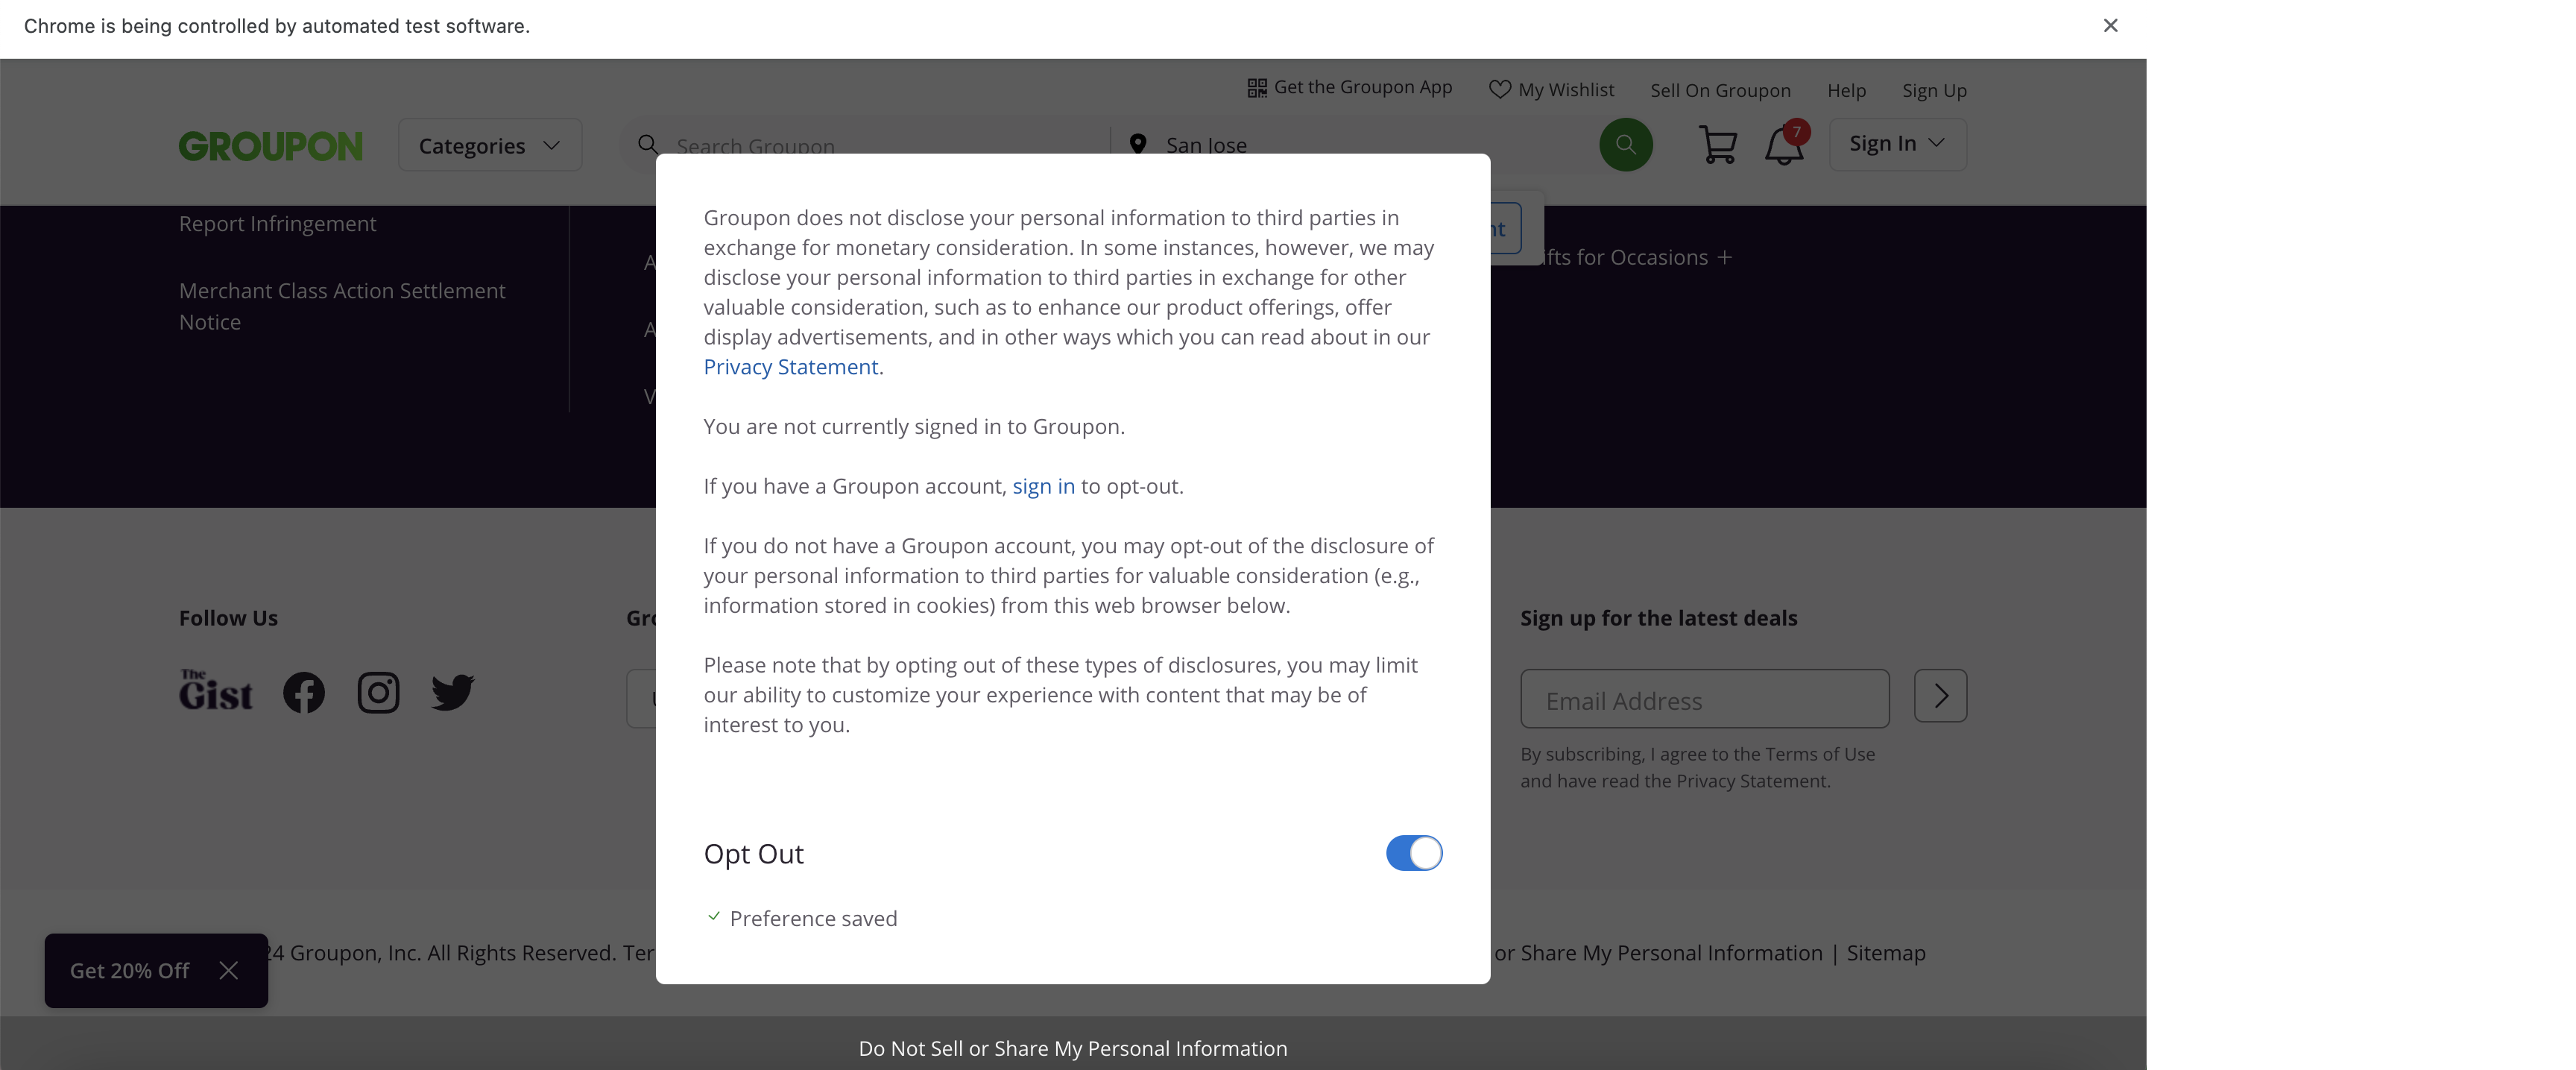 Chrome is being controlled by automated test software.
Get the Groupon App
My Wishlist
Sell On Groupon
Help
Sign Up
GROUPON
Categories
Search Groupon
San Jose
7
Sign In
Report Infringement
Merchant Class Action Settlement
Notice
A
A
V
nt
ifts for Occasions +
Groupon does not disclose your personal information to third parties in
exchange for monetary consideration. In some instances, however, we may
disclose your personal information to third parties in exchange for other
valuable consideration, such as to enhance our product offerings, offer
display advertisements, and in other ways which you can read about in our
Privacy Statement.
You are not currently signed in to Groupon.
If you have a Groupon account, sign in to opt-out.
If you do not have a Groupon account, you may opt-out of the disclosure of
your personal information to third parties for valuable consideration (e.g.,
information stored in cookies) from this web browser below.
Please note that by opting out of these types of disclosures, you may limit
our ability to customize your experience with content that may be of
interest to you.
Opt Out
Preference saved
Follow Us
The
Gist
Gro
Sign up for the latest deals
Email Address
By subscribing, I agree to the Terms of Use
and have read the Privacy Statement.
Get 20% Off
24 Groupon, Inc. All Rights Reserved. Ter
or Share My Personal Information | Sitemap
Do Not Sell or Share My Personal Information